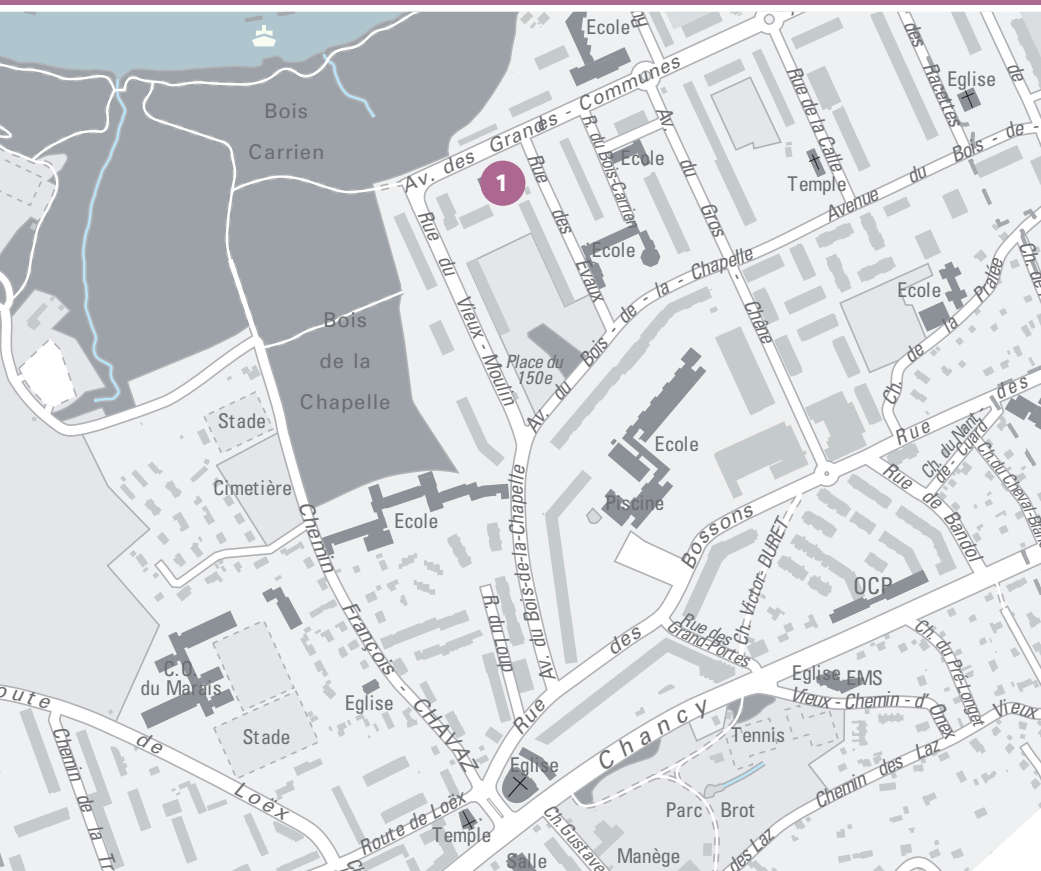 Ecole
Av. des Grandes - Communes
1
Bois
Carrien
Rue de la Calle
des Racettes
Eglise
de
Temple
Avenue du Bois - de -
R. du Bois-Carrien
Ecole
Av. du Gros - Chêne
Rue des Evaux
Ecole
Rue du Vieux - Moulin
Av. du Bois - de - la - Chapelle
Place du
150e
Bois
de la
Chapelle
Ecole
Ch. de la Pralée
Ch. de
Stade
Cimetière
Ecole
Ecole
Piscine
Rue des
Ch. du Nant-
de - Cuard
Ch. du Cheval-Blanc
Rue de Bandol
Rue des Bossons
Ch. Victor- DURET
OCP
Chemin François - CHAVAZ
Av. du Bois-de-la-Chapelle
R. du Loup
Rue des
Grand-Portes
Eglise
EMS
Ch. du Pré-Longet
Vieux - Chemin - d' Onex
Vieux
C.O.
du Marais
Eglise
Stade
oute de Loëx
Chemin de la Tr
Route de Loëx
Temple
Eglise
Chancy
Tennis
Chemin des Laz
Parc Brot
Ch.Gustave
Salle
Manège
des Laz
Ch